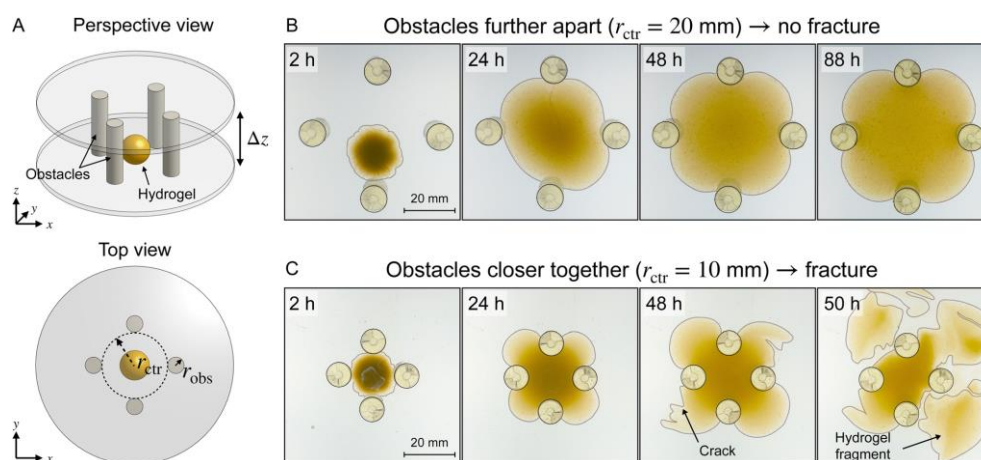 A
Perspective view
Obstacles
Hydrogel
Δz
z
y
x
Top view
r_ctr
r_obs
y
x
B
Obstacles further apart (r_ctr = 20 mm) → no fracture
2 h
24 h
48 h
88 h
20 mm
C
Obstacles closer together (r_ctr = 10 mm) → fracture
2 h
24 h
48 h
50 h
20 mm
Crack
Hydrogel
fragment